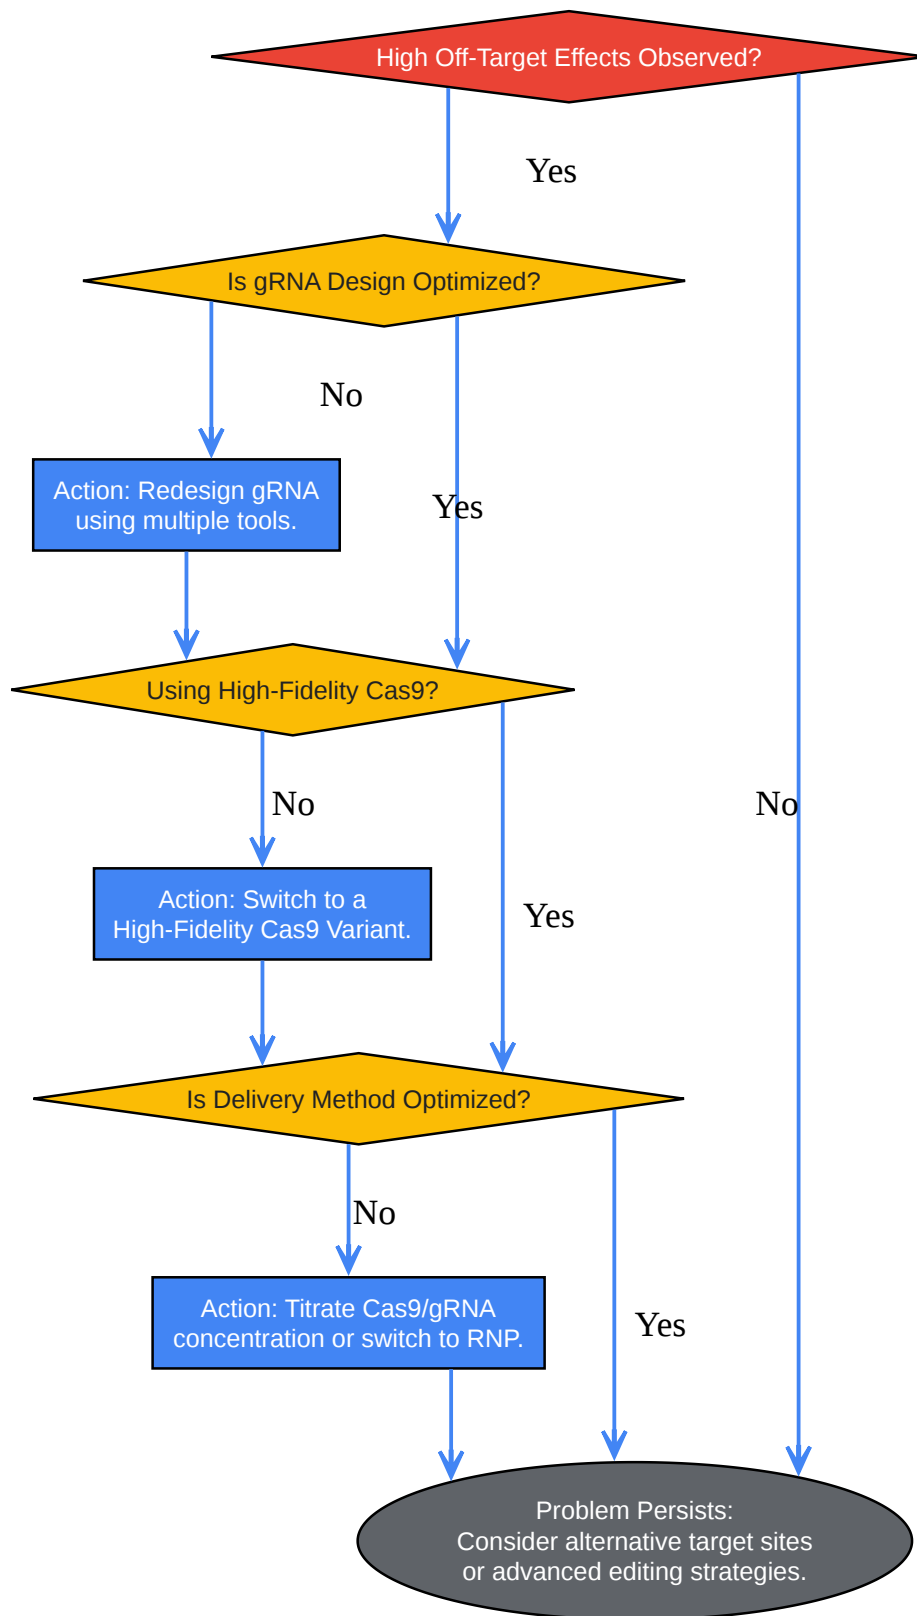 High Off-Target Effects Observed?
Yes
Is gRNA Design Optimized?
No
Action: Redesign gRNA
using multiple tools.
Yes
Using High-Fidelity Cas9?
No
No
Action: Switch to a
High-Fidelity Cas9 Variant.
Yes
Is Delivery Method Optimized?
No
Action: Titrate Cas9/gRNA
concentration or switch to RNP.
Yes
Problem Persists:
Consider alternative target sites
or advanced editing strategies.